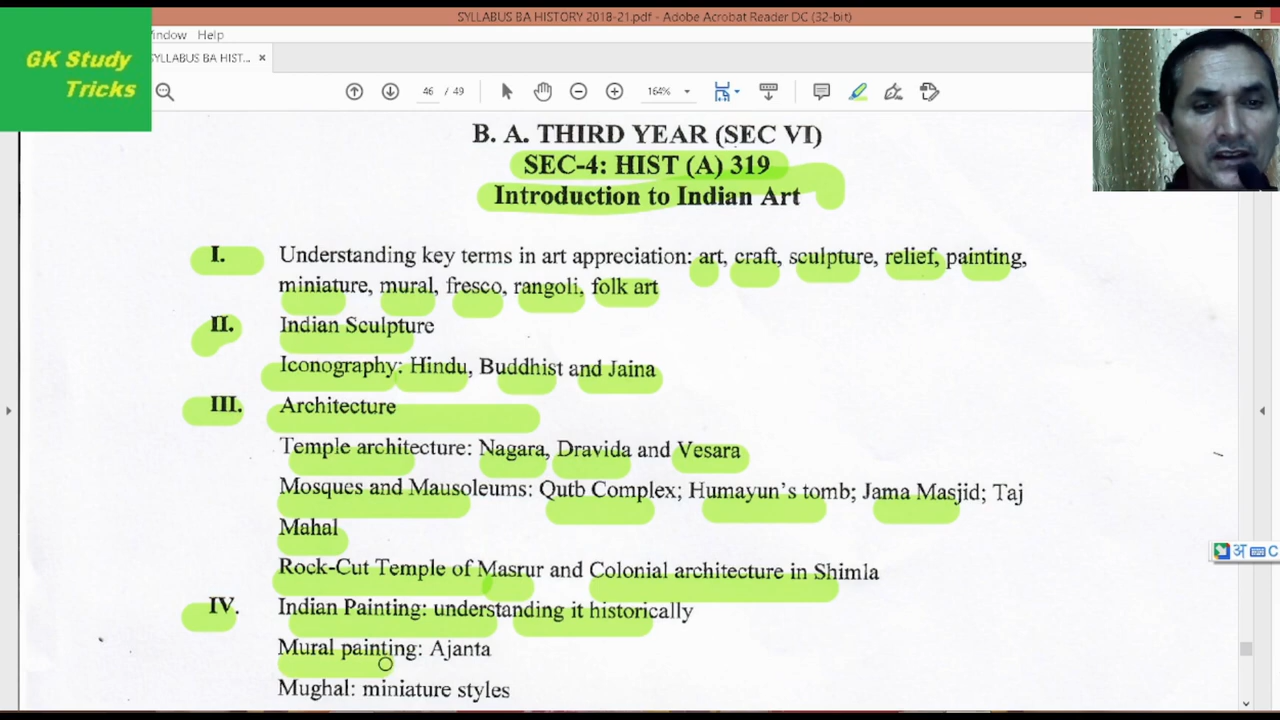 SYLLABUS BA HISTORY 2018-21.pdf - Adobe Acrobat Reader DC (32-bit)
indow Help
GK Study
Tricks
SYLLABUS BA HIST... ×
46 / 49
164%
B. A. THIRD YEAR (SEC VI)
SEC-4: HIST (A) 319
Introduction to Indian Art
I. Understanding key terms in art appreciation: art, craft, sculpture, relief, painting,
miniature, mural, fresco, rangoli, folk art
II. Indian Sculpture
Iconography: Hindu, Buddhist and Jaina
III. Architecture
Temple architecture: Nagara, Dravida and Vesara
Mosques and Mausoleums: Qutb Complex; Humayun's tomb; Jama Masjid; Taj
Mahal
Rock-Cut Temple of Masrur and Colonial architecture in Shimla
अ C
IV. Indian Painting: understanding it historically
Mural painting: Ajanta
Mughal: miniature styles